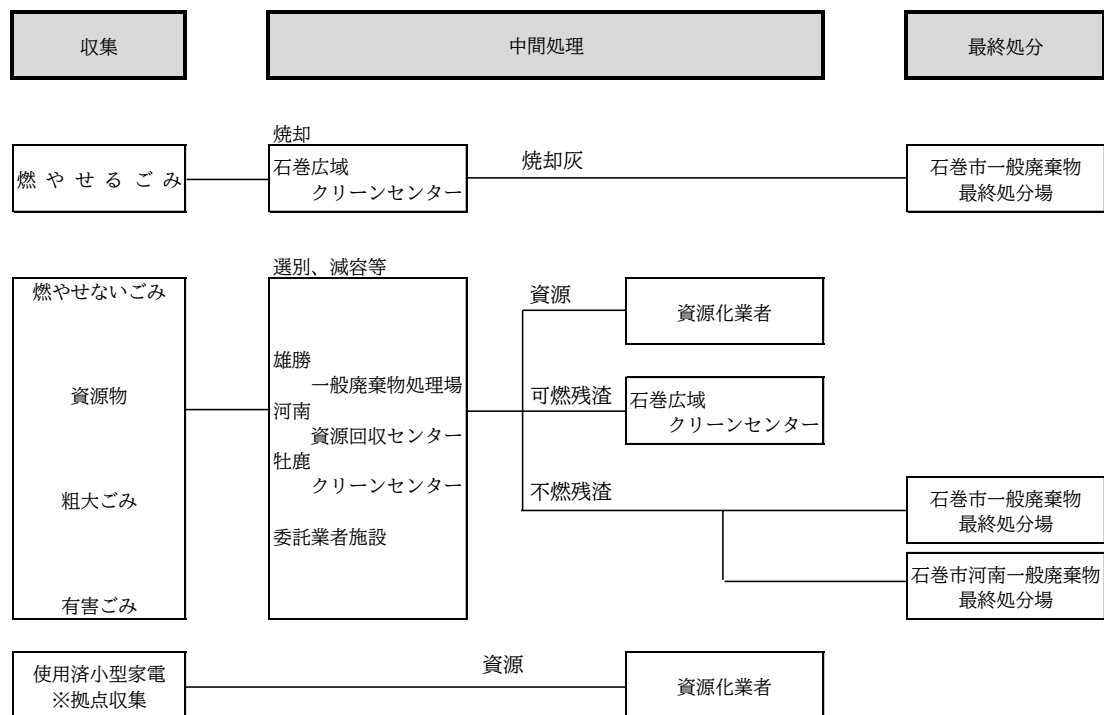 収集
中間処理
最終処分
焼却
燃やせるごみ
石巻広域
クリーンセンター
焼却灰
石巻市一般廃棄物
最終処分場
選別、減容等
燃やせないごみ
資源物
粗大ごみ
有害ごみ
雄勝
一般廃棄物処理場
河南
資源回収センター
牡鹿
クリーンセンター
委託業者施設
資源
資源化業者
可燃残渣
石巻広域
クリーンセンター
不燃残渣
石巻市一般廃棄物
最終処分場
石巻市河南一般廃棄物
最終処分場
使用済小型家電
※拠点収集
資源
資源化業者